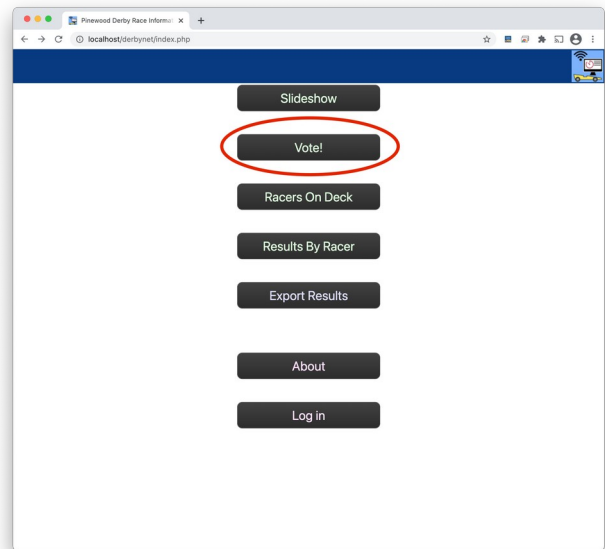 Pinewood Derby Race Informa
localhost/derbynet/index.php
Slideshow
Vote!
Racers On Deck
Results By Racer
Export Results
About
Log in